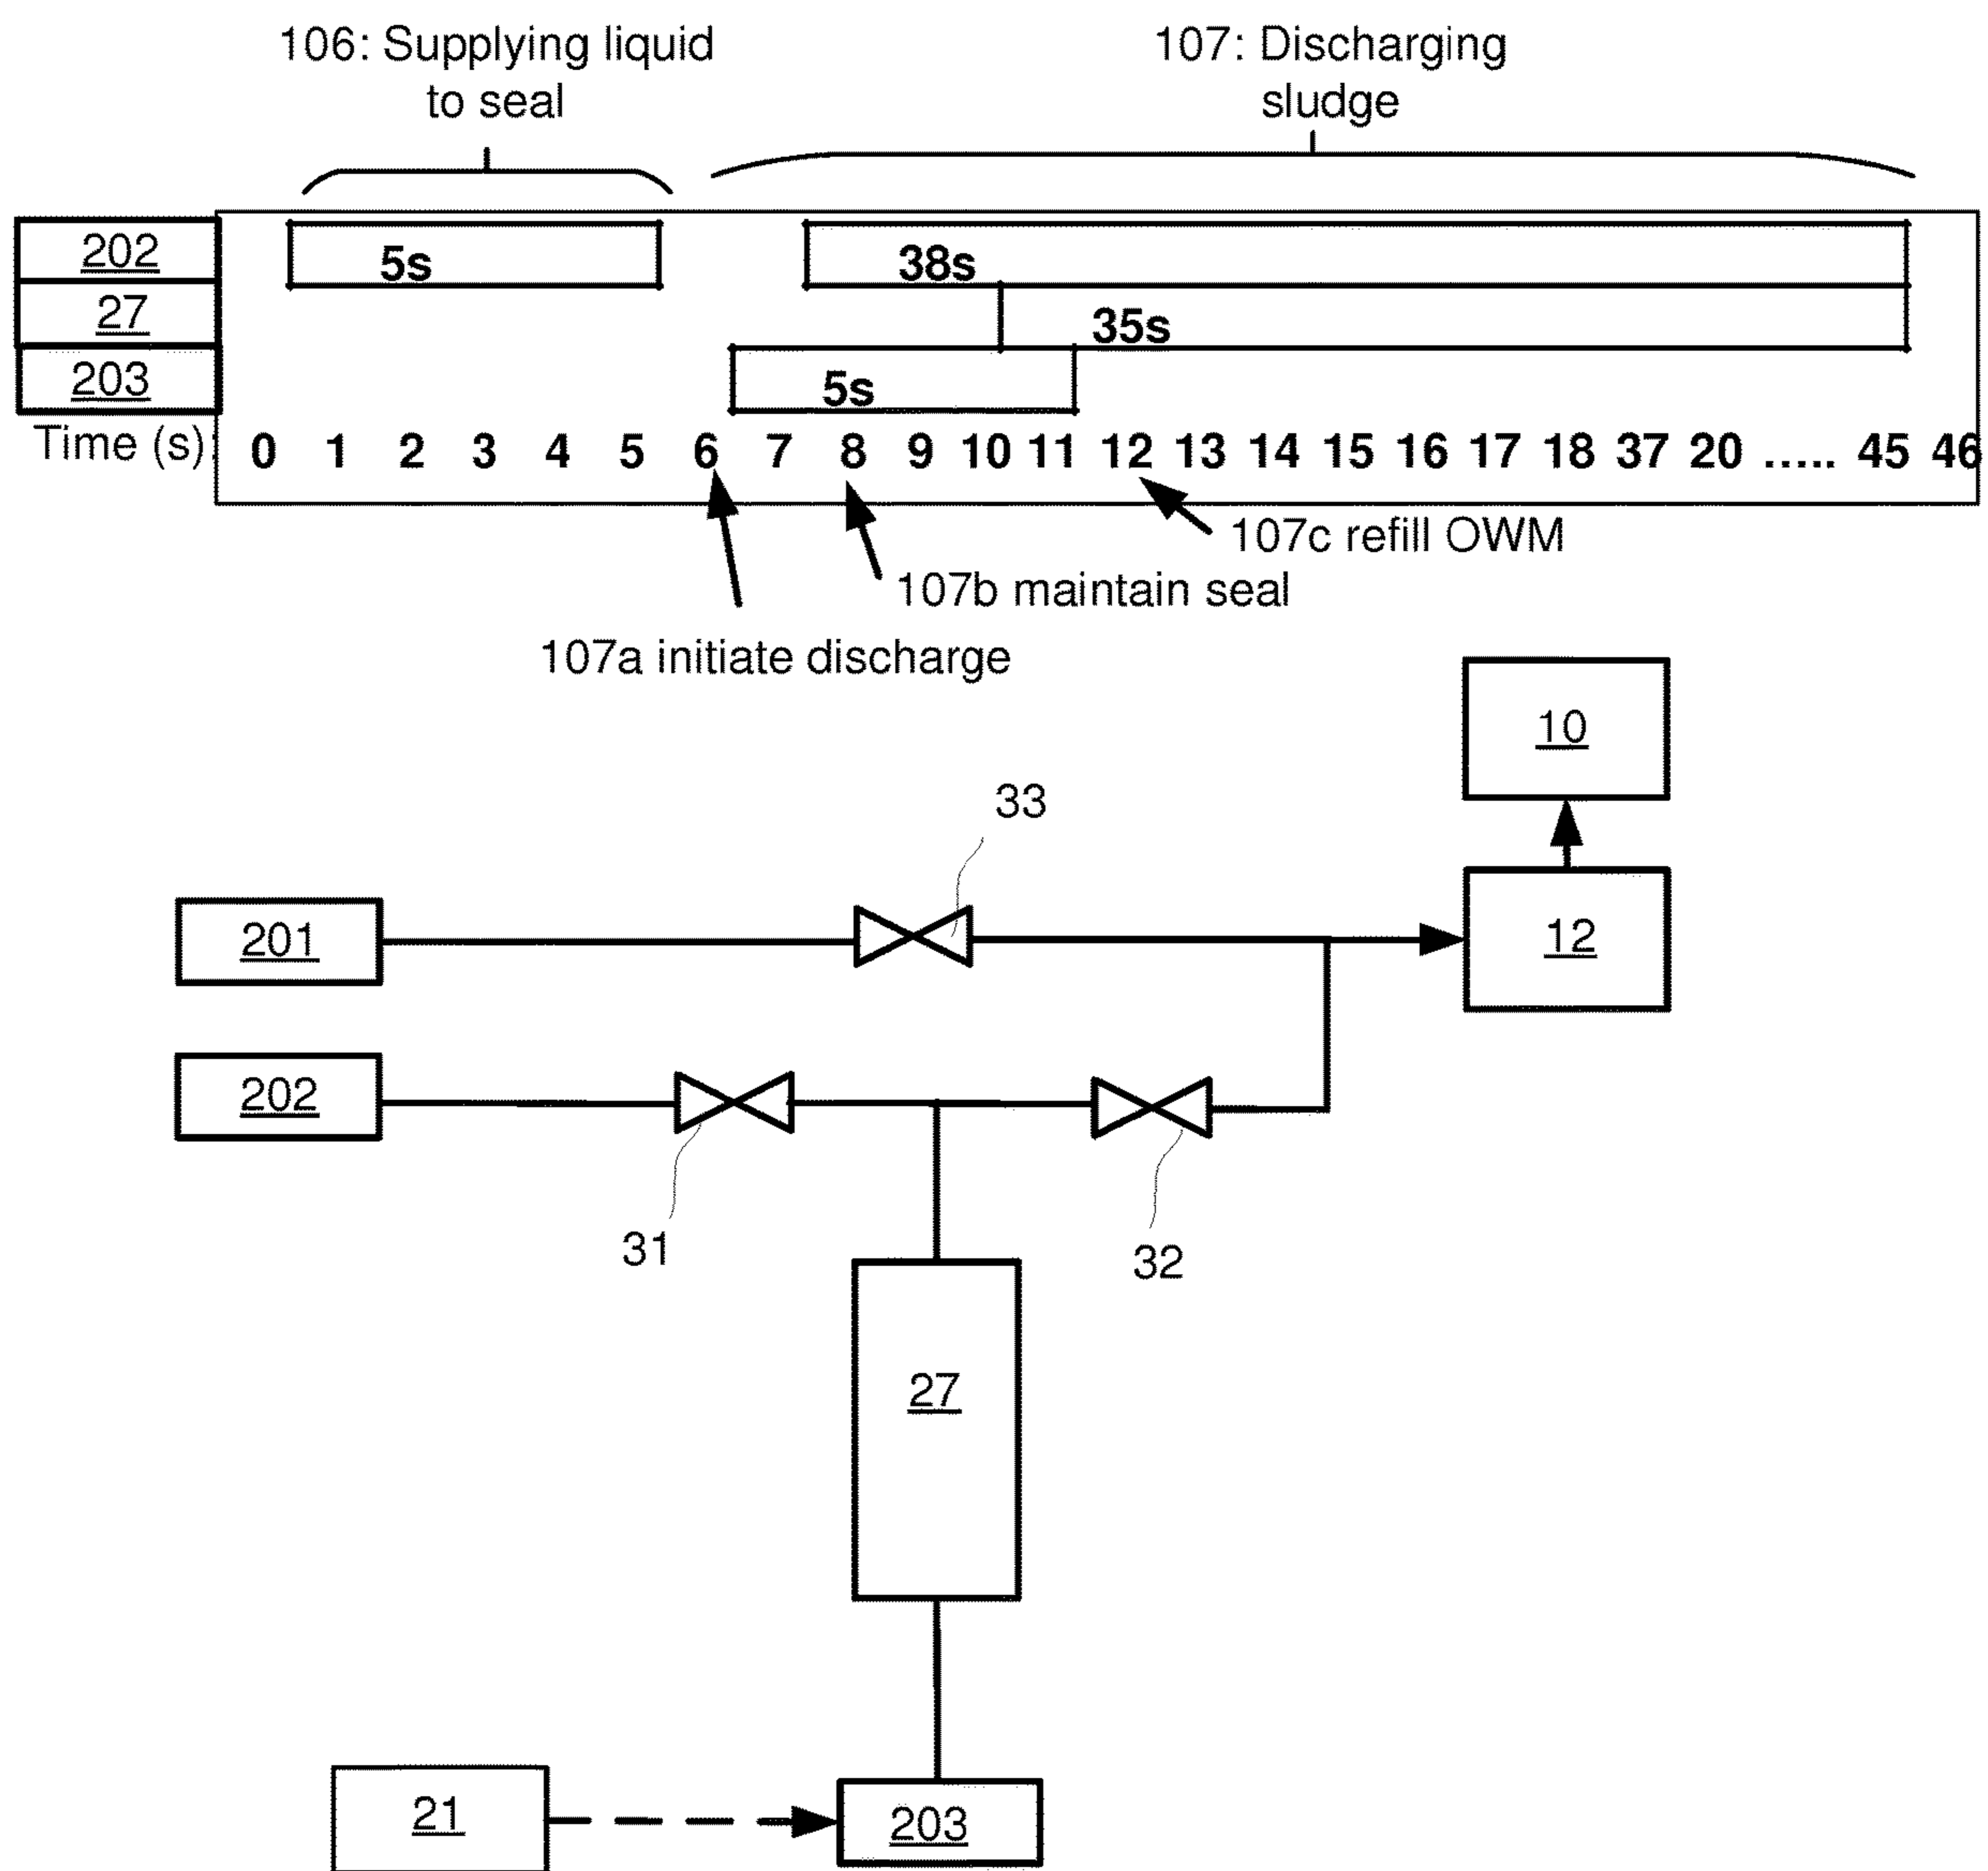 106: Supplying liquid
to seal
107: Discharging
sludge
202
5s
38s
27
35s
203
5s
Time (s):
0 1 2 3 4 5 6 7 8 9 10 11 12 13 14 15 16 17 18 37 20 ..... 45 46
107c refill OWM
107b maintain seal
107a initiate discharge
10
33
201
12
202
31
32
27
21
203